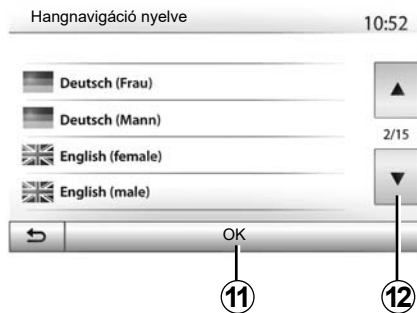 Hangnavigáció nyelve
10:52
Deutsch (Frau)
Deutsch (Mann)
2/15
English (female)
English (male)
OK
11
12